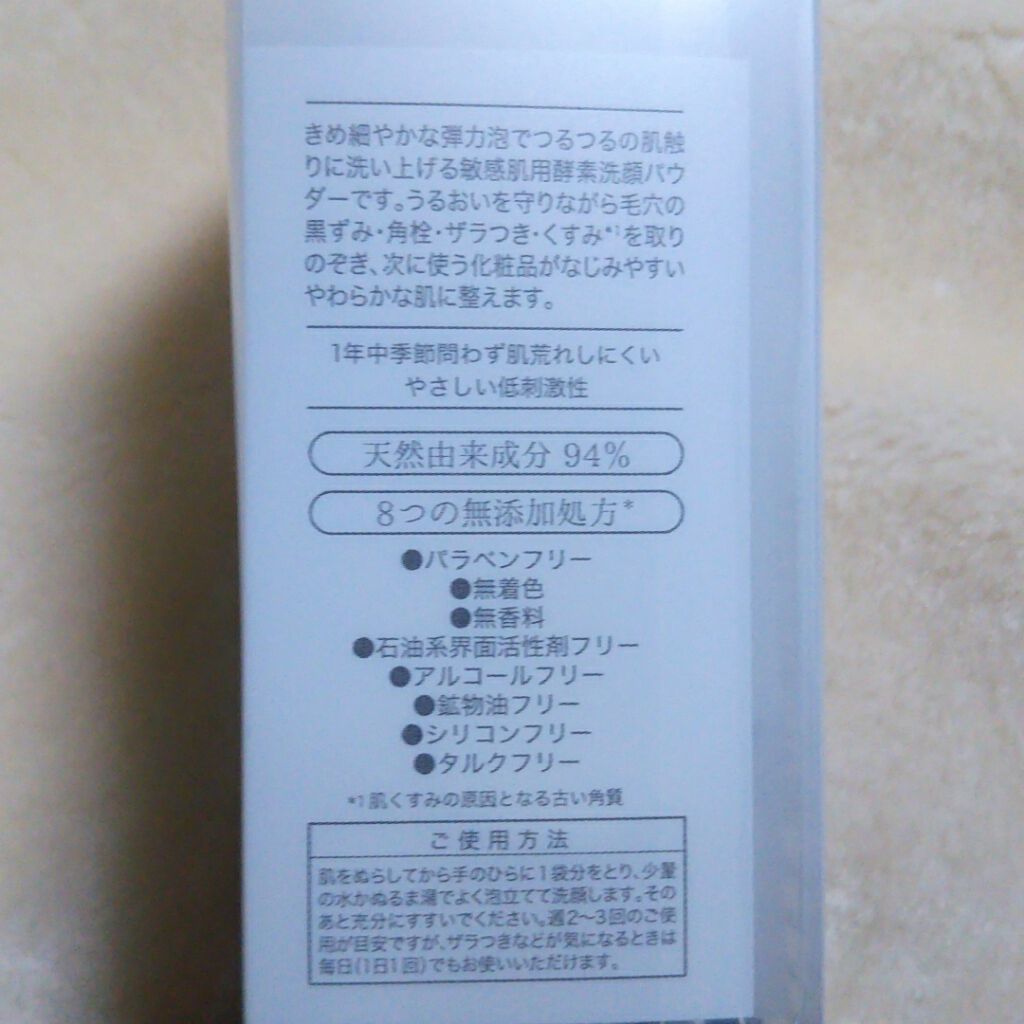 きめ細やかな弾力泡でつるつるの肌触
りに洗い上げる敏感肌用酵素洗顔パウ
ダーです。うるおいを守りながら毛穴の
黒ずみ・角栓・ザラつき・くすみ*1を取り
のぞき、次に使う化粧品がなじみやすい
やわらかな肌に整えます。
1年中季節問わず肌荒れしにくい
やさしい低刺激性
天然由来成分 94%
8つの無添加処方*
●パラベンフリー
●無着色
●無香料
●石油系界面活性剤フリー
●アルコールフリー
●鉱物油フリー
●シリコンフリー
●タルクフリー
*1 肌くすみの原因となる古い角質
ご使用方法
肌をぬらしてから手のひらに1袋分をとり、少量
の水かぬるま湯でよく泡立てて洗顔します。その
あと充分にすすいでください。週2〜3回のご使
用が目安ですが、ザラつきなどが気になるときは
毎日(1日1回)でもお使いいただけます。